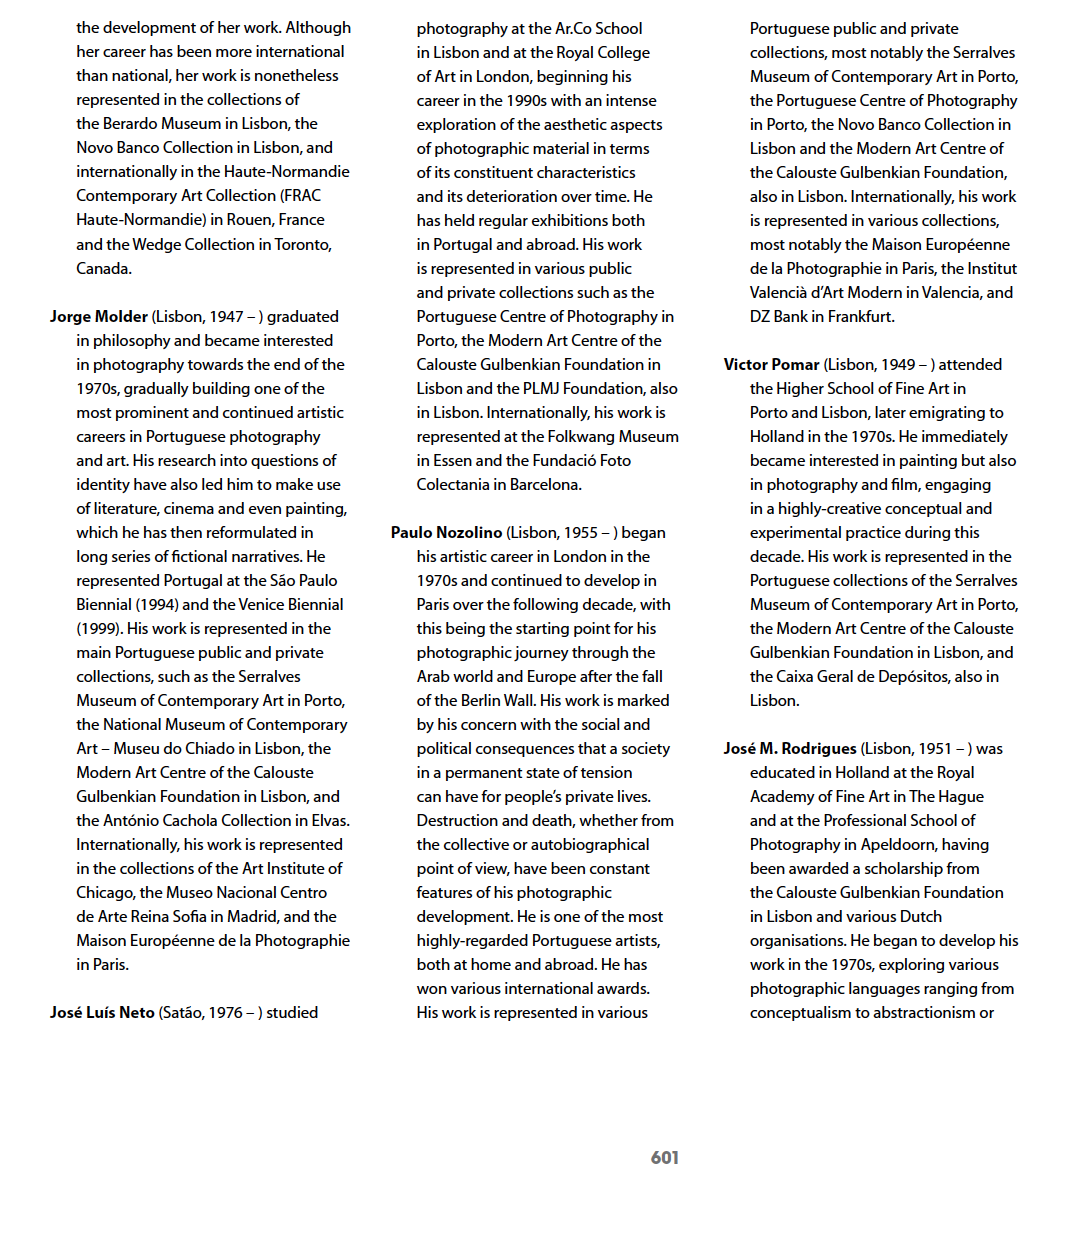 the development of her work. Although
her career has been more international
than national, her work is nonetheless
represented in the collections of
the Berardo Museum in Lisbon, the
Novo Banco Collection in Lisbon, and
internationally in the Haute-Normandie
Contemporary Art Collection (FRAC
Haute-Normandie) in Rouen, France
and the Wedge Collection in Toronto,
Canada.
Jorge Molder (Lisbon, 1947 – ) graduated
in philosophy and became interested
in photography towards the end of the
1970s, gradually building one of the
most prominent and continued artistic
careers in Portuguese photography
and art. His research into questions of
identity have also led him to make use
of literature, cinema and even painting,
which he has then reformulated in
long series of fictional narratives. He
represented Portugal at the São Paulo
Biennial (1994) and the Venice Biennial
(1999). His work is represented in the
main Portuguese public and private
collections, such as the Serralves
Museum of Contemporary Art in Porto,
the National Museum of Contemporary
Art – Museu do Chiado in Lisbon, the
Modern Art Centre of the Calouste
Gulbenkian Foundation in Lisbon, and
the António Cachola Collection in Elvas.
Internationally, his work is represented
in the collections of the Art Institute of
Chicago, the Museo Nacional Centro
de Arte Reina Sofia in Madrid, and the
Maison Européenne de la Photographie
in Paris.
José Luís Neto (Satão, 1976 – ) studied
photography at the Ar.Co School
in Lisbon and at the Royal College
of Art in London, beginning his
career in the 1990s with an intense
exploration of the aesthetic aspects
of photographic material in terms
of its constituent characteristics
and its deterioration over time. He
has held regular exhibitions both
in Portugal and abroad. His work
is represented in various public
and private collections such as the
Portuguese Centre of Photography in
Porto, the Modern Art Centre of the
Calouste Gulbenkian Foundation in
Lisbon and the PLMJ Foundation, also
in Lisbon. Internationally, his work is
represented at the Folkwang Museum
in Essen and the Fundació Foto
Colectania in Barcelona.
Paulo Nozolino (Lisbon, 1955 – ) began
his artistic career in London in the
1970s and continued to develop in
Paris over the following decade, with
this being the starting point for his
photographic journey through the
Arab world and Europe after the fall
of the Berlin Wall. His work is marked
by his concern with the social and
political consequences that a society
in a permanent state of tension
can have for people’s private lives.
Destruction and death, whether from
the collective or autobiographical
point of view, have been constant
features of his photographic
development. He is one of the most
highly-regarded Portuguese artists,
both at home and abroad. He has
won various international awards.
His work is represented in various
Portuguese public and private
collections, most notably the Serralves
Museum of Contemporary Art in Porto,
the Portuguese Centre of Photography
in Porto, the Novo Banco Collection in
Lisbon and the Modern Art Centre of
the Calouste Gulbenkian Foundation,
also in Lisbon. Internationally, his work
is represented in various collections,
most notably the Maison Européenne
de la Photographie in Paris, the Institut
Valencià d’Art Modern in Valencia, and
DZ Bank in Frankfurt.
Victor Pomar (Lisbon, 1949 – ) attended
the Higher School of Fine Art in
Porto and Lisbon, later emigrating to
Holland in the 1970s. He immediately
became interested in painting but also
in photography and film, engaging
in a highly-creative conceptual and
experimental practice during this
decade. His work is represented in the
Portuguese collections of the Serralves
Museum of Contemporary Art in Porto,
the Modern Art Centre of the Calouste
Gulbenkian Foundation in Lisbon, and
the Caixa Geral de Depósitos, also in
Lisbon.
José M. Rodrigues (Lisbon, 1951 – ) was
educated in Holland at the Royal
Academy of Fine Art in The Hague
and at the Professional School of
Photography in Apeldoorn, having
been awarded a scholarship from
the Calouste Gulbenkian Foundation
in Lisbon and various Dutch
organisations. He began to develop his
work in the 1970s, exploring various
photographic languages ranging from
conceptualism to abstractionism or
601